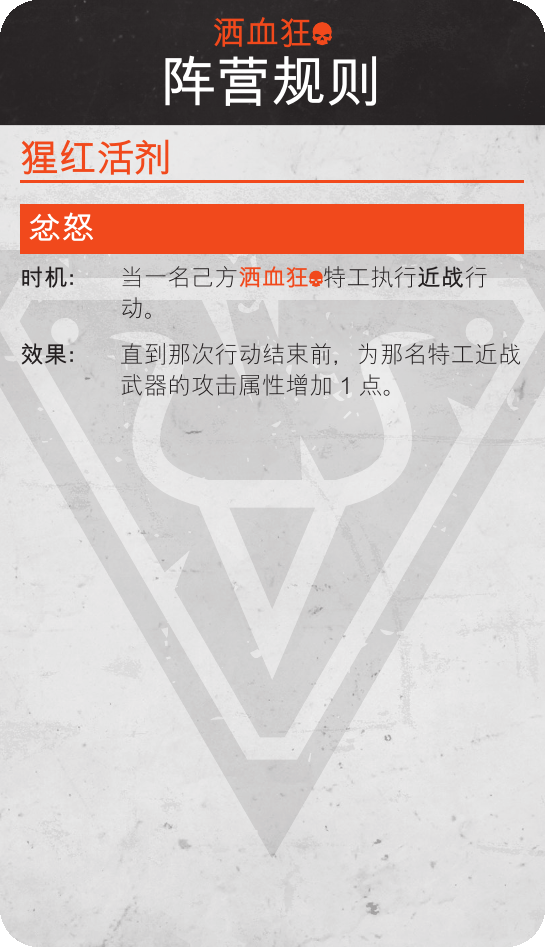 洒血狂
阵营规则
猩红活剂
忿怒
时机: 当一名己方洒血狂特工执行近战行
动。
效果: 直到那次行动结束前，为那名特工近战
武器的攻击属性增加 1 点。